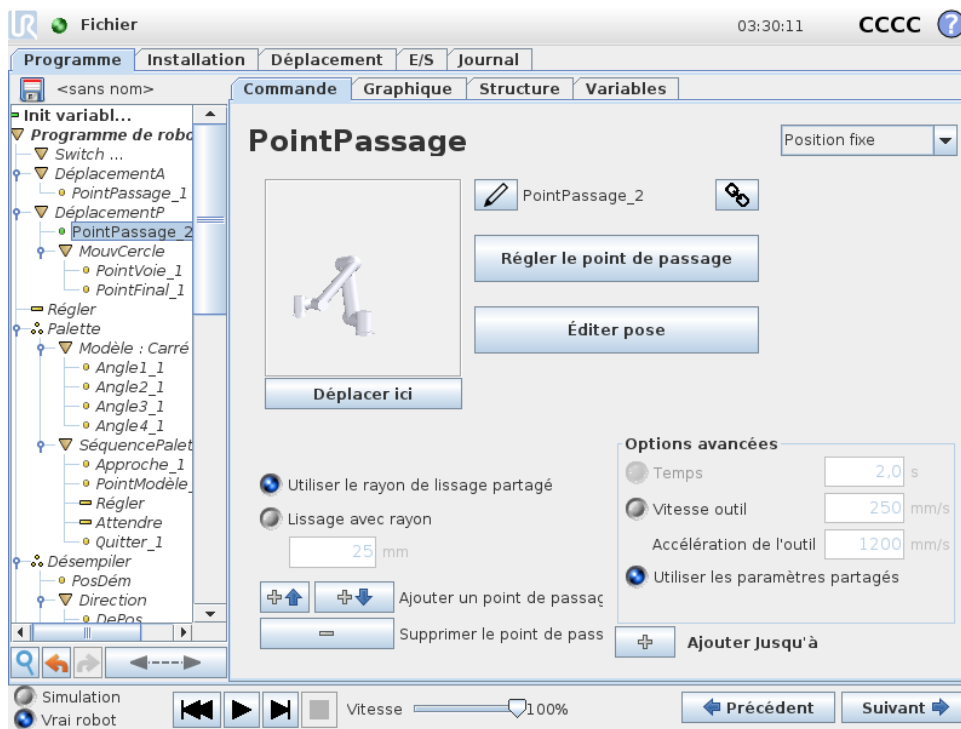 UR Fichier 03:30:11 CCCC ?
Programme Installation Déplacement E/S Journal
<sans nom> Commande Graphique Structure Variables
Init variabl...
Programme de robo
Switch ...
DéplacementA
PointPassage_1
DéplacementP
PointPassage_2
MouvCercle
PointVoie_1
PointFinal_1
Régler
Palette
Modèle : Carré
Angle1_1
Angle2_1
Angle3_1
Angle4_1
SéquencePalet
Approche_1
PointModèle_
Régler
Attendre
Quitter_1
Désempiler
PosDém
Direction
DePos
PointPassage
Position fixe
PointPassage_2
Régler le point de passage
Éditer pose
Déplacer ici
Utiliser le rayon de lissage partagé
Lissage avec rayon
25 mm
Ajouter un point de passag
Supprimer le point de pass
Options avancées
Temps 2,0 s
Vitesse outil 250 mm/s
Accélération de l'outil 1200 mm/s
Utiliser les paramètres partagés
Ajouter Jusqu'à
Simulation
Vrai robot
Vitesse 100%
Précédent Suivant